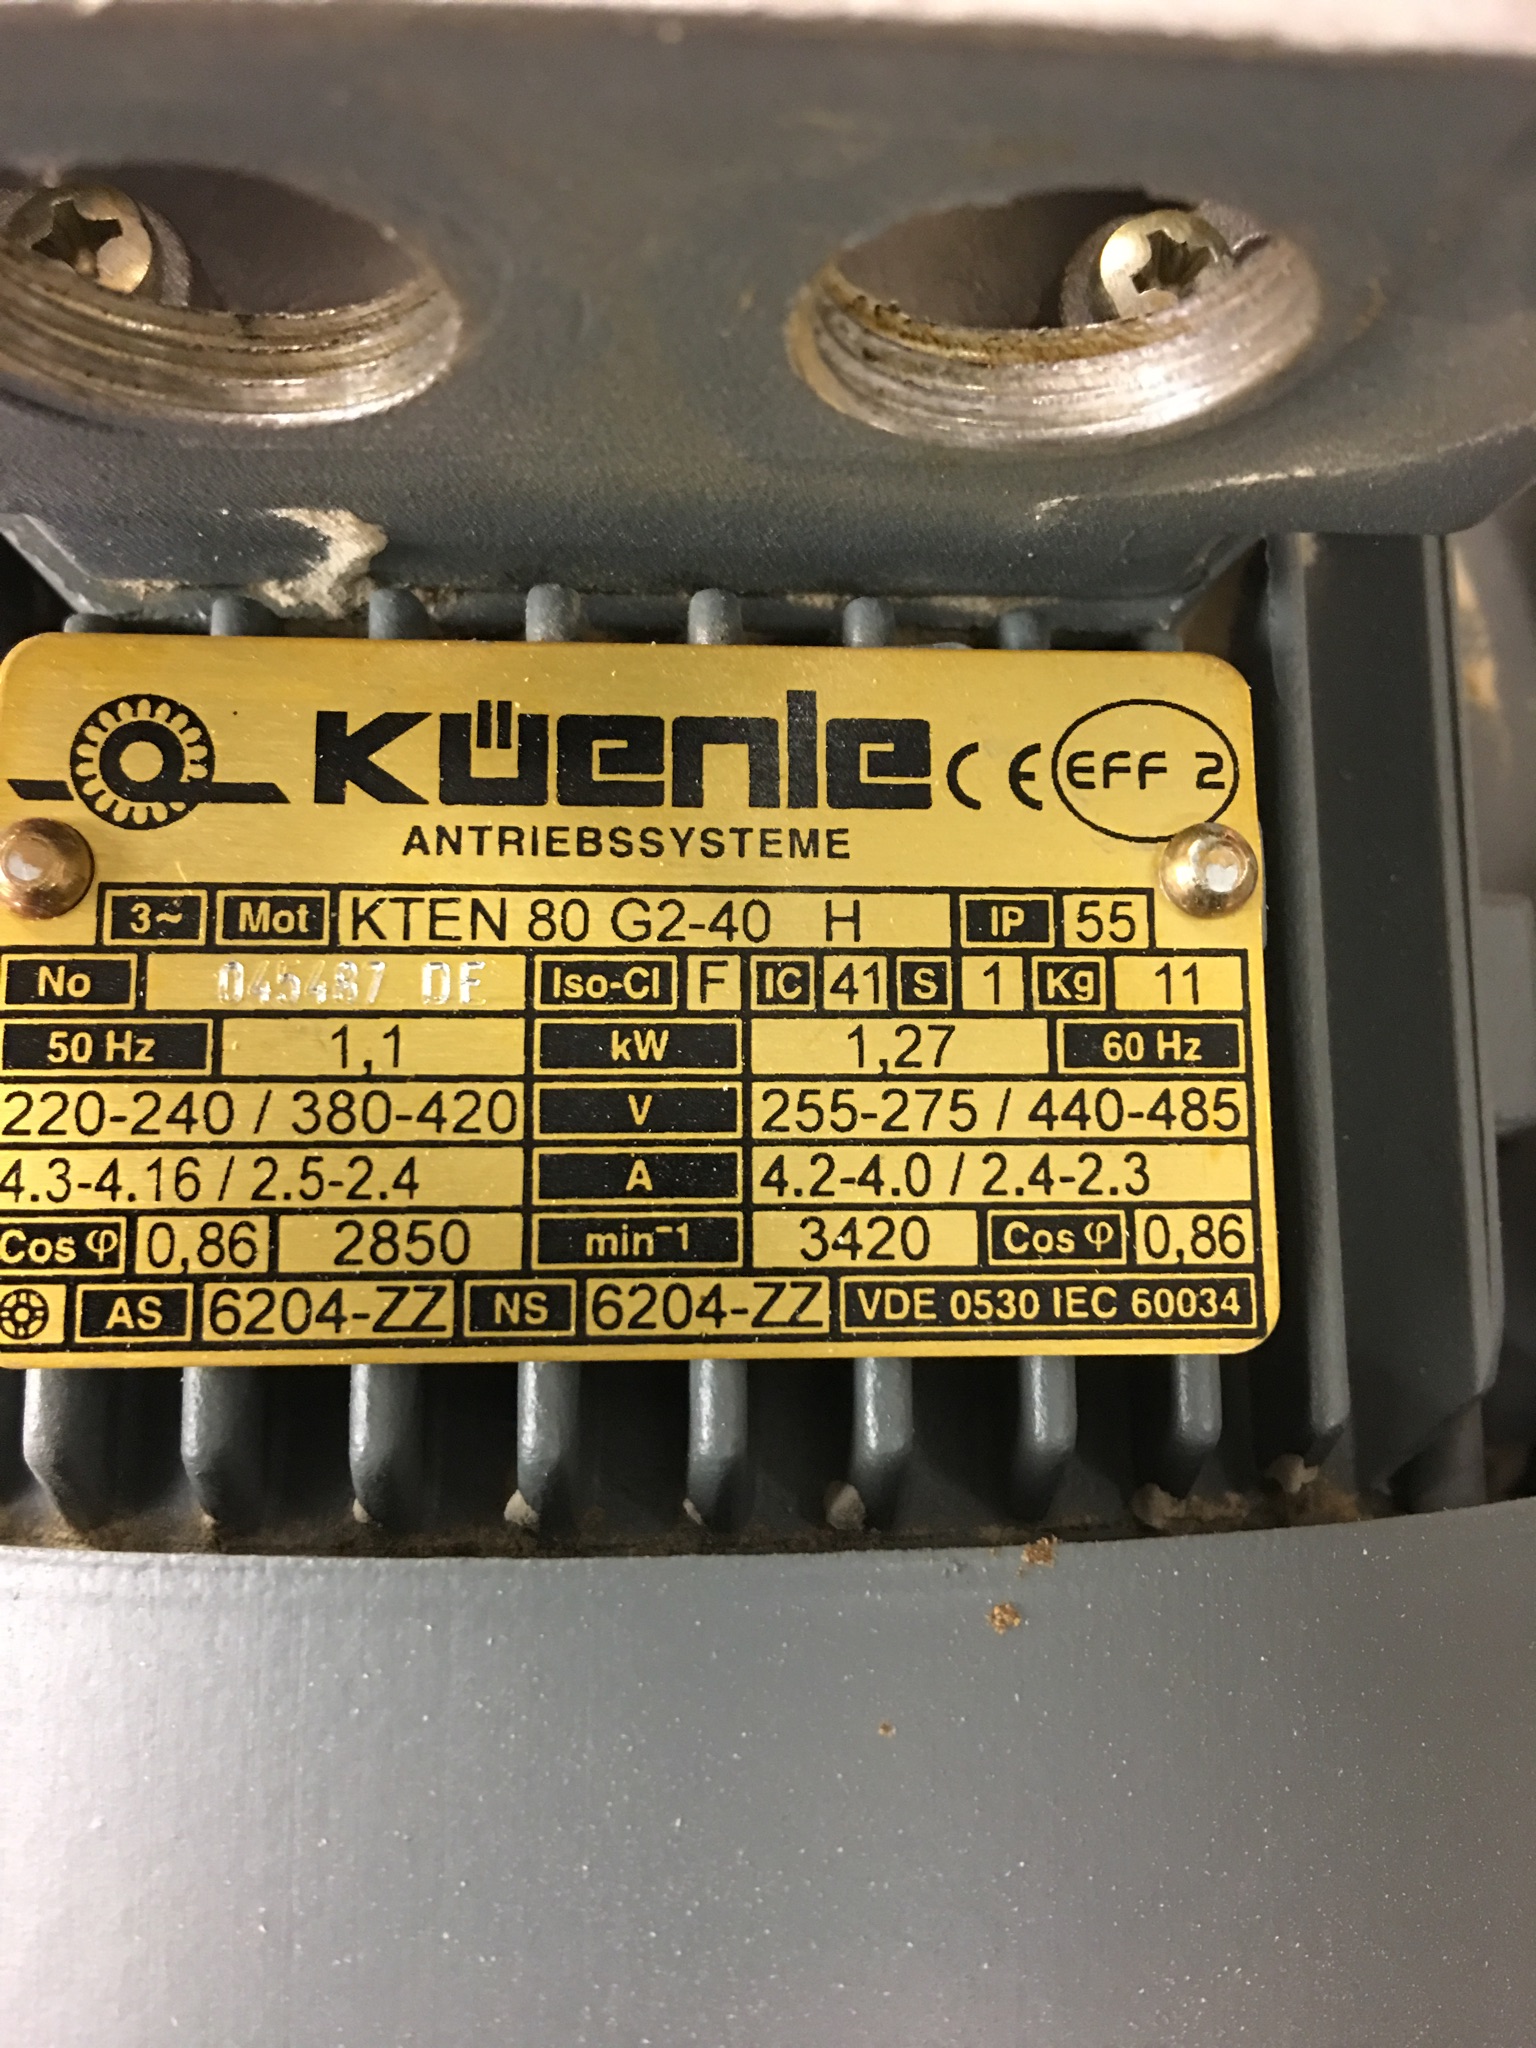 Küenle CE EFF 2
ANTRIEBSSYSTEME
3~ Mot KTEN 80 G2-40 H IP 55
No 045487 DE Iso-Cl F IC 41 S 1 Kg 11
50 Hz 1,1 kW 1,27 60 Hz
220-240 / 380-420 V 255-275 / 440-485
4.3-4.16 / 2.5-2.4 A 4.2-4.0 / 2.4-2.3
Cos φ 0,86 2850 min⁻¹ 3420 Cos φ 0,86
AS 6204-ZZ NS 6204-ZZ VDE 0530 IEC 60034